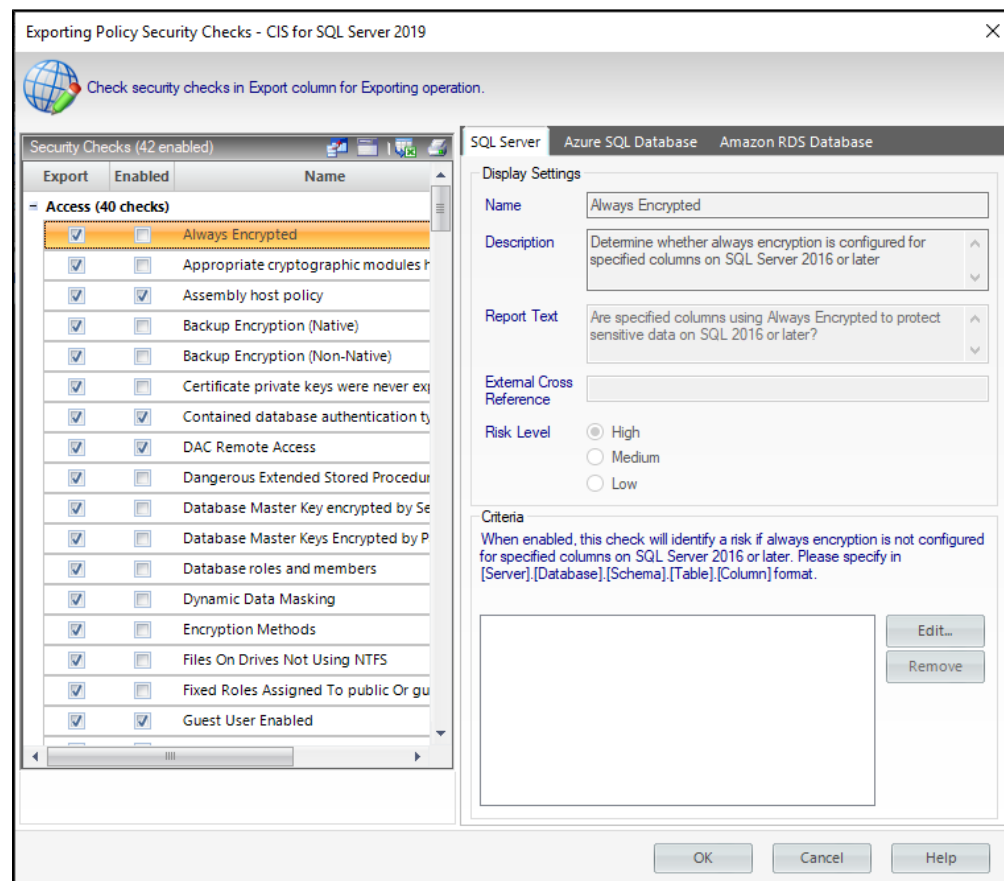 Exporting Policy Security Checks - CIS for SQL Server 2019
Check security checks in Export column for Exporting operation.
Security Checks (42 enabled)
Export Enabled Name
Access (40 checks)
Always Encrypted
Appropriate cryptographic modules h
Assembly host policy
Backup Encryption (Native)
Backup Encryption (Non-Native)
Certificate private keys were never ex
Contained database authentication ty
DAC Remote Access
Dangerous Extended Stored Procedur
Database Master Key encrypted by Se
Database Master Keys Encrypted by P
Database roles and members
Dynamic Data Masking
Encryption Methods
Files On Drives Not Using NTFS
Fixed Roles Assigned To public Or gu
Guest User Enabled
SQL Server Azure SQL Database Amazon RDS Database
Display Settings
Name Always Encrypted
Description Determine whether always encryption is configured for
specified columns on SQL Server 2016 or later
Report Text Are specified columns using Always Encrypted to protect
sensitive data on SQL 2016 or later?
External Cross
Reference
Risk Level High
Medium
Low
Criteria
When enabled, this check will identify a risk if always encryption is not configured
for specified columns on SQL Server 2016 or later. Please specify in
[Server].[Database].[Schema].[Table].[Column] format.
Edit...
Remove
OK Cancel Help